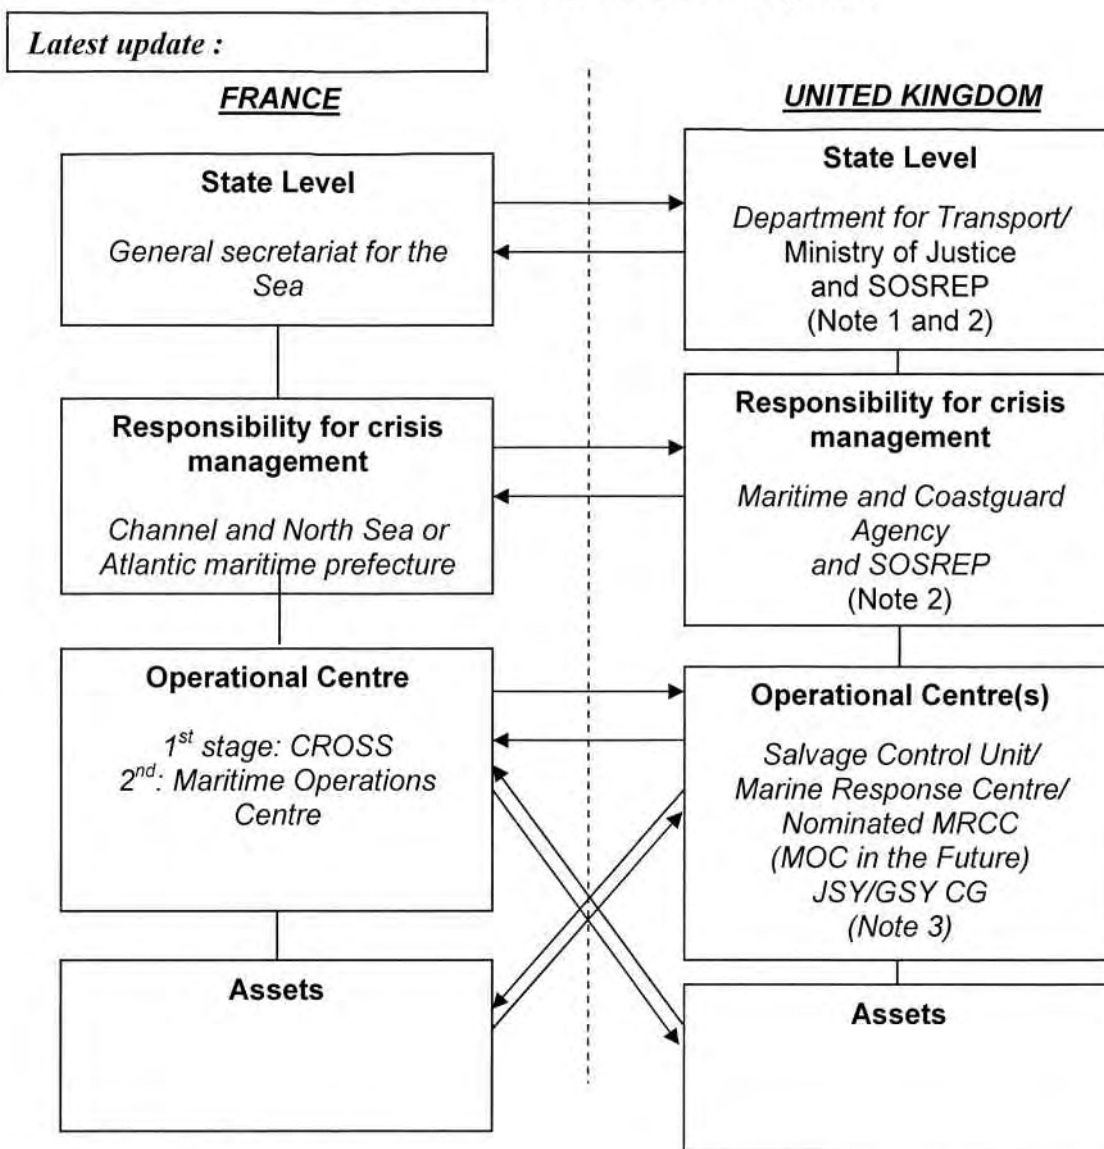 Latest update :
FRANCE
UNITED KINGDOM
State Level
General secretariat for the
Sea
State Level
Department for Transport/
Ministry of Justice
and SOSREP
(Note 1 and 2)
Responsibility for crisis
management
Channel and North Sea or
Atlantic maritime prefecture
Responsibility for crisis
management
Maritime and Coastguard
Agency
and SOSREP
(Note 2)
Operational Centre
1st stage: CROSS
2nd: Maritime Operations
Centre
Operational Centre(s)
Salvage Control Unit/
Marine Response Centre/
Nominated MRCC
(MOC in the Future)
JSY/GSY CG
(Note 3)
Assets
Assets